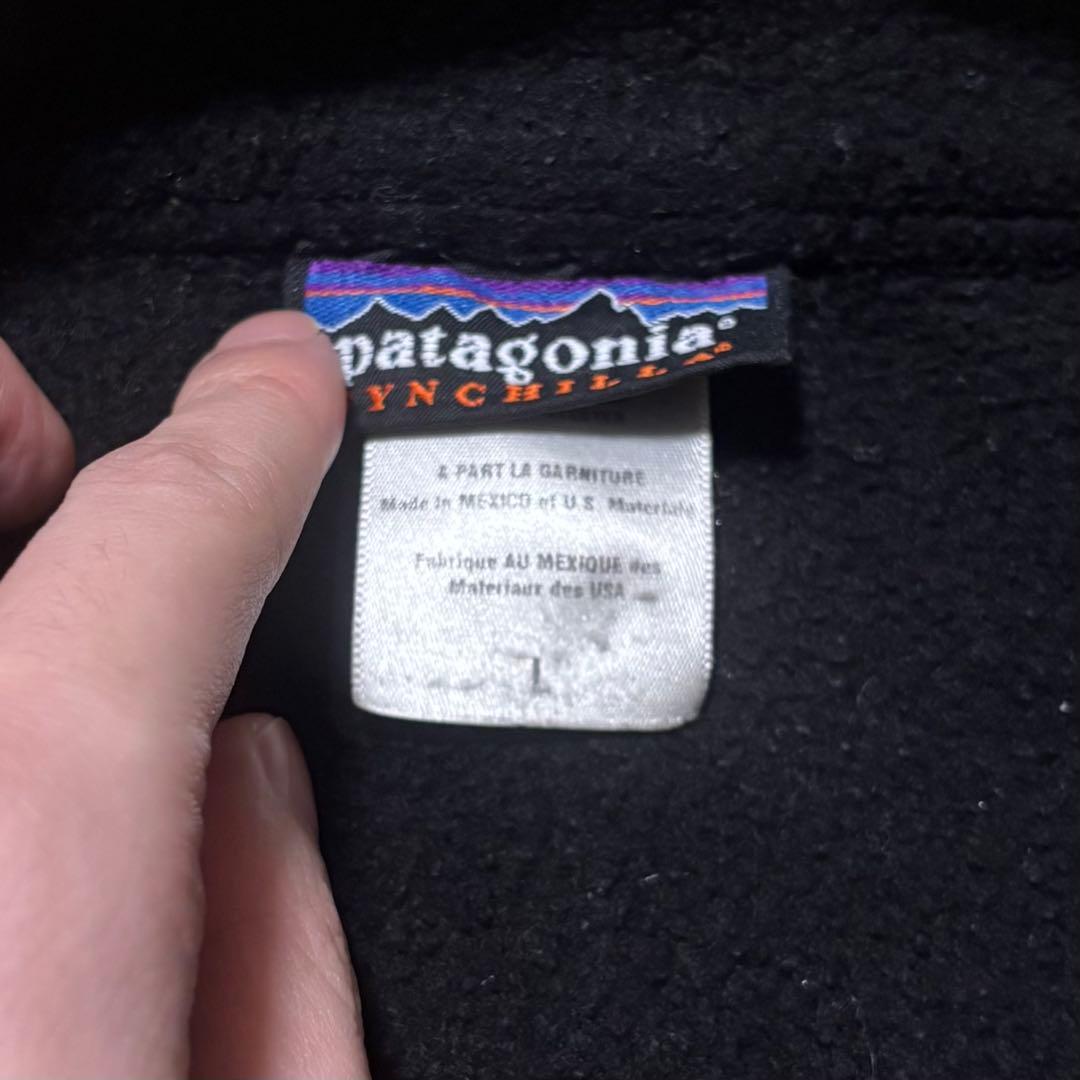 patagonia®
YNCHILLA®
À PART LA GARNITURE
Made in MEXICO of U.S. Materials
Fabrique AU MEXIQUE des
Materiaux des USA
L